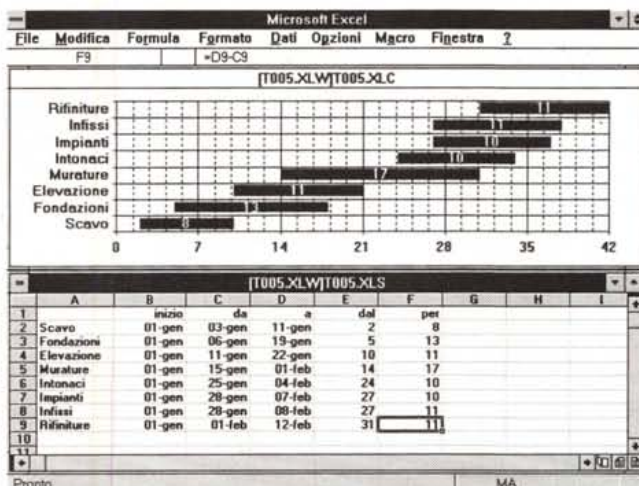 Microsoft Excel
File Modifica Formula Formato Dati Opzioni Macro Finestra ?
F9 =D9-C9
[T005.XLW]T005.XLC
Rifiniture 11
Infissi 11
Impianti 10
Intonaci 10
Murature 17
Elevazione 11
Fondazioni 13
Scavo 8
0 7 14 21 28 35 42
[T005.XLW]T005.XLS
A B C D E F G H I
1 inizio da a dal per
2 Scavo 01-gen 03-gen 11-gen 2 8
3 Fondazioni 01-gen 06-gen 19-gen 5 13
4 Elevazione 01-gen 11-gen 22-gen 10 11
5 Murature 01-gen 15-gen 01-feb 14 17
6 Intonaci 01-gen 25-gen 04-feb 24 10
7 Impianti 01-gen 28-gen 07-feb 27 10
8 Infissi 01-gen 28-gen 08-feb 27 11
9 Rifiniture 01-gen 01-feb 12-feb 31 11
10
11
Pronto MA